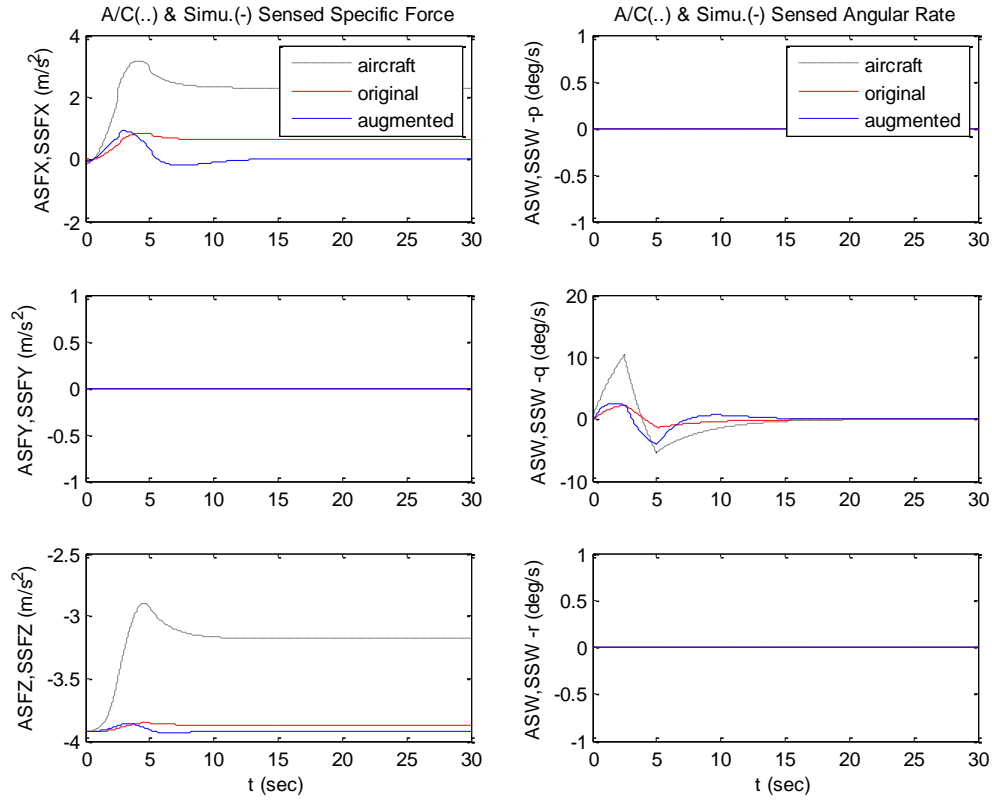 A/C(..) & Simu.(-) Sensed Specific Force
ASFX,SSFX (m/s²)
4
2
0
-2
0 5 10 15 20 25 30
aircraft
original
augmented
A/C(..) & Simu.(-) Sensed Angular Rate
ASW,SSW -p (deg/s)
1
0.5
0
-0.5
-1
0 5 10 15 20 25 30
aircraft
original
augmented
ASFY,SSFY (m/s²)
1
0.5
0
-0.5
-1
0 5 10 15 20 25 30
ASW,SSW -q (deg/s)
20
10
0
-10
0 5 10 15 20 25 30
ASFZ,SSFZ (m/s²)
-2.5
-3
-3.5
-4
0 5 10 15 20 25 30
t (sec)
ASW,SSW -r (deg/s)
1
0.5
0
-0.5
-1
0 5 10 15 20 25 30
t (sec)